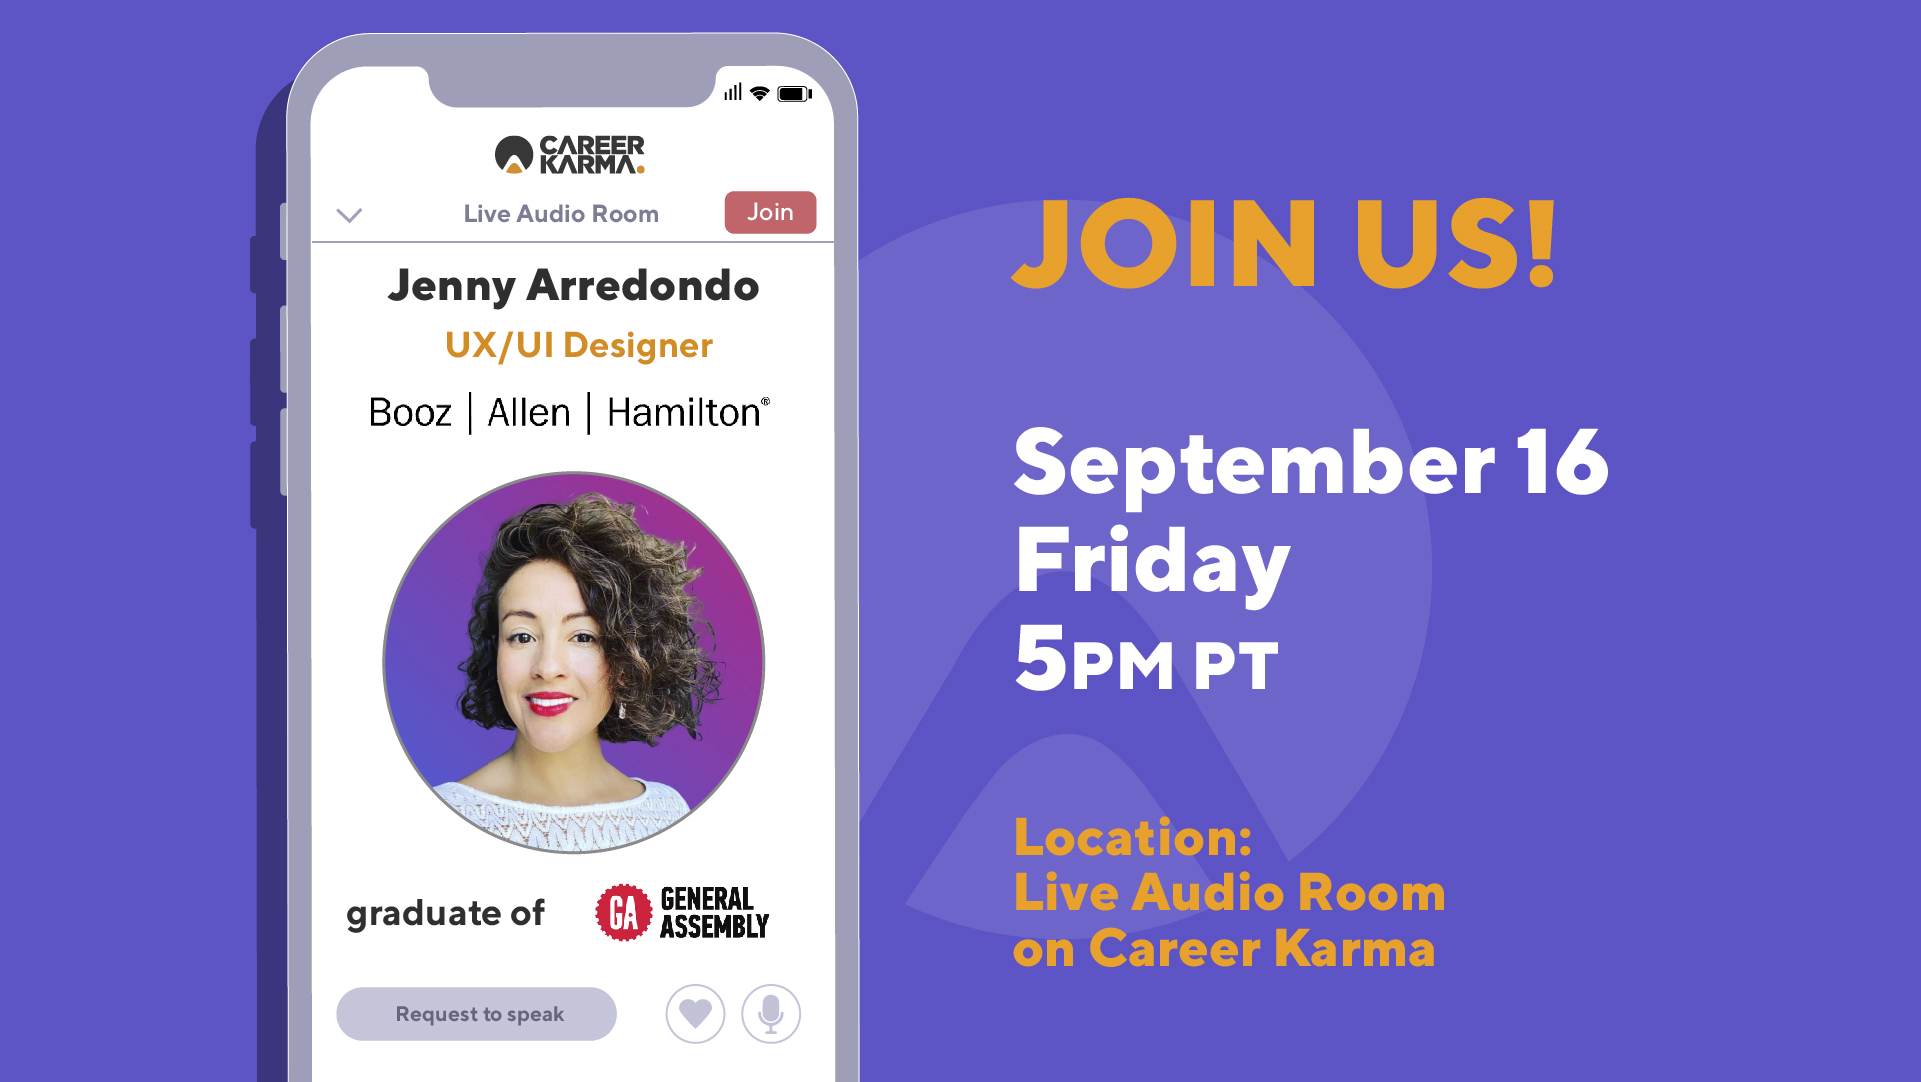 CAREER
KARMA.
Live Audio Room
Join
Jenny Arredondo
UX/UI Designer
Booz | Allen | Hamilton®
graduate of
GA
GENERAL
ASSEMBLY
Request to speak
JOIN US!
September 16
Friday
5PM PT
Location:
Live Audio Room
on Career Karma